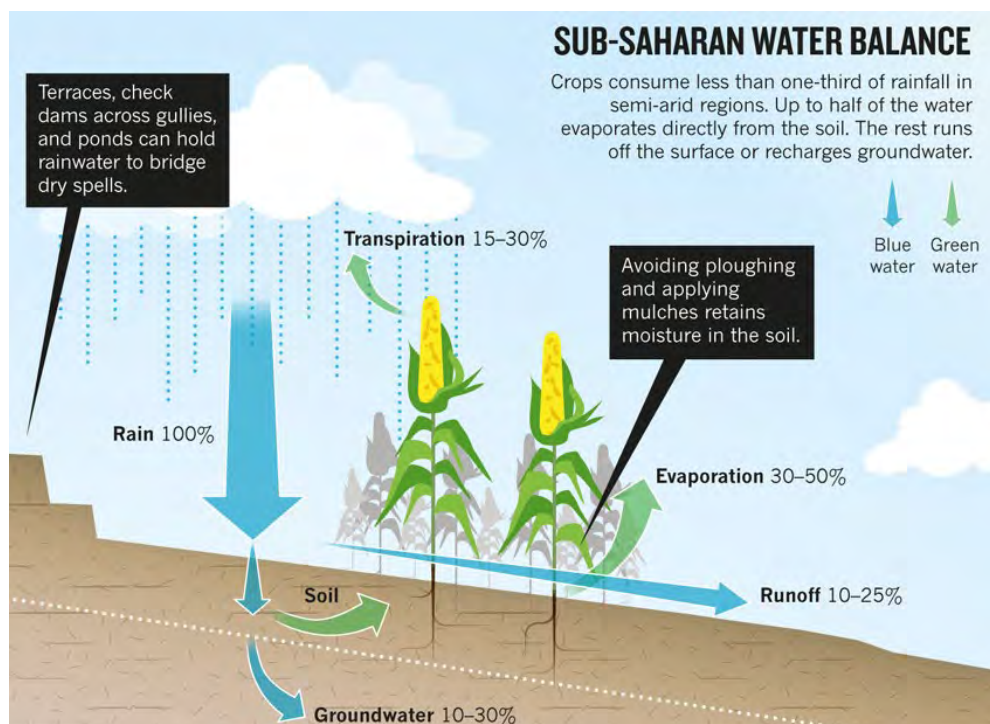 SUB-SAHARAN WATER BALANCE
Crops consume less than one-third of rainfall in
semi-arid regions. Up to half of the water
evaporates directly from the soil. The rest runs
off the surface or recharges groundwater.
Blue
water
Green
water
Terraces, check
dams across gullies,
and ponds can hold
rainwater to bridge
dry spells.
Transpiration 15–30%
Avoiding ploughing
and applying
mulches retains
moisture in the soil.
Rain 100%
Evaporation 30–50%
Soil
Runoff 10–25%
Groundwater 10–30%